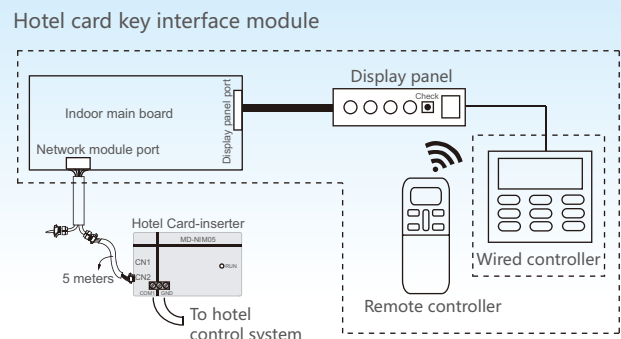 Hotel card key interface module
Display panel
Check
Display panel port
Indoor main board
Network module port
Hotel Card-inserter
MD-NIM05
CN1
RUN
5 meters
CN2
COM1 GND
To hotel
control system
Wired controller
Remote controller